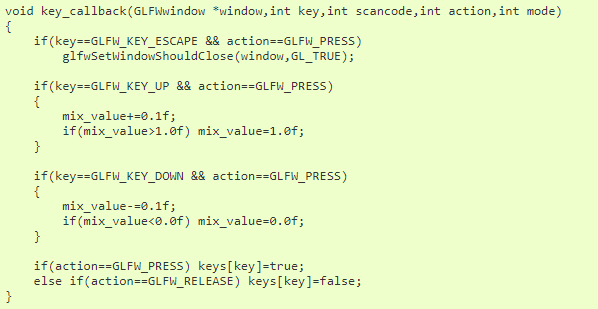 void key_callback(GLFWwindow *window,int key,int scancode,int action,int mode)
{
    if(key==GLFW_KEY_ESCAPE && action==GLFW_PRESS)
        glfwSetWindowShouldClose(window,GL_TRUE);

    if(key==GLFW_KEY_UP && action==GLFW_PRESS)
    {
        mix_value+=0.1f;
        if(mix_value>1.0f) mix_value=1.0f;
    }

    if(key==GLFW_KEY_DOWN && action==GLFW_PRESS)
    {
        mix_value-=0.1f;
        if(mix_value<0.0f) mix_value=0.0f;
    }

    if(action==GLFW_PRESS) keys[key]=true;
    else if(action==GLFW_RELEASE) keys[key]=false;
}